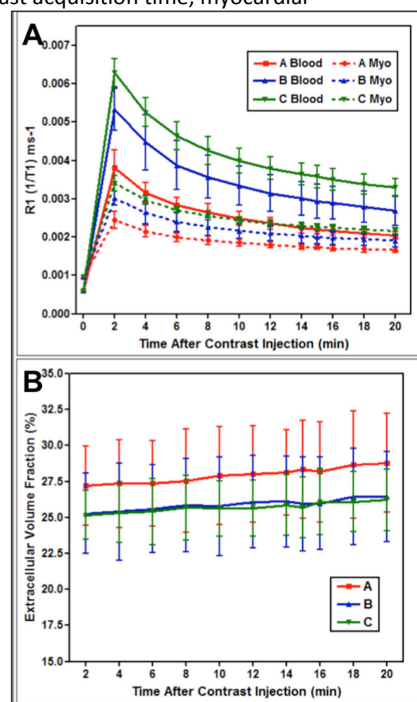 ast acquisition time, myocardial
A
A Blood
A Myo
B Blood
B Myo
C Blood
C Myo
R1 (1/T1) ms-1
0.007
0.006
0.005
0.004
0.003
0.002
0.001
0.000
0 2 4 6 8 10 12 14 16 18 20
Time After Contrast Injection (min)
B
Extracellular Volume Fraction (%)
35.0
32.5
30.0
27.5
25.0
22.5
20.0
17.5
15.0
A
B
C
2 4 6 8 10 12 14 16 18 20
Time After Contrast Injection (min)